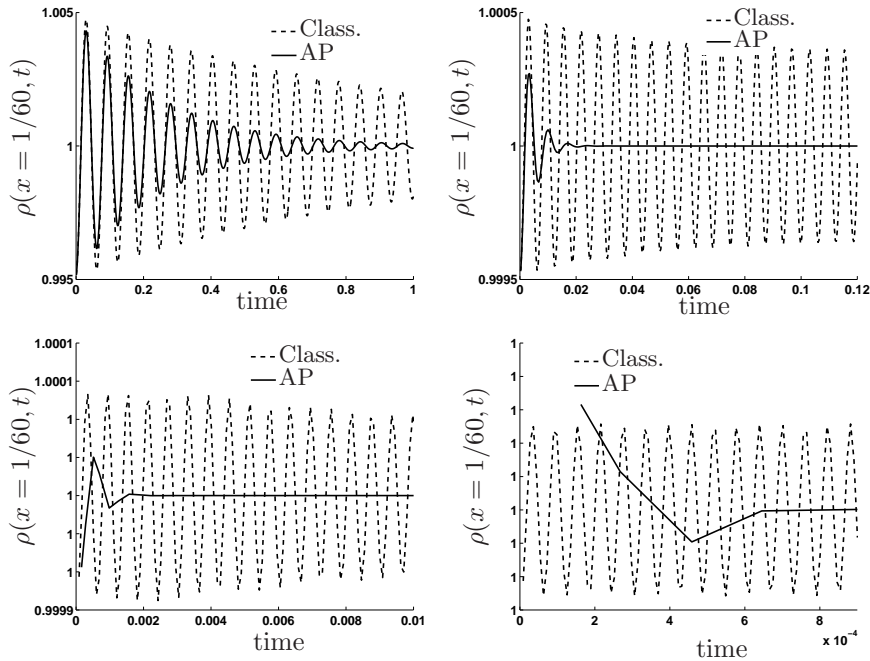 1.005
Class.
AP
1
0.995
0 0.2 0.4 0.6 0.8 1
time
ρ(x = 1/60, t)
1.0005
Class.
AP
1
0.9995
0 0.02 0.04 0.06 0.08 0.1 0.12
time
ρ(x = 1/60, t)
1.0001
1.0001
Class.
AP
1
1
1
1
1
0.9999
0 0.002 0.004 0.006 0.008 0.01
time
ρ(x = 1/60, t)
1
1
Class.
AP
1
1
1
1
1
1
1
0 2 4 6 8
x 10⁻⁴
time
ρ(x = 1/60, t)